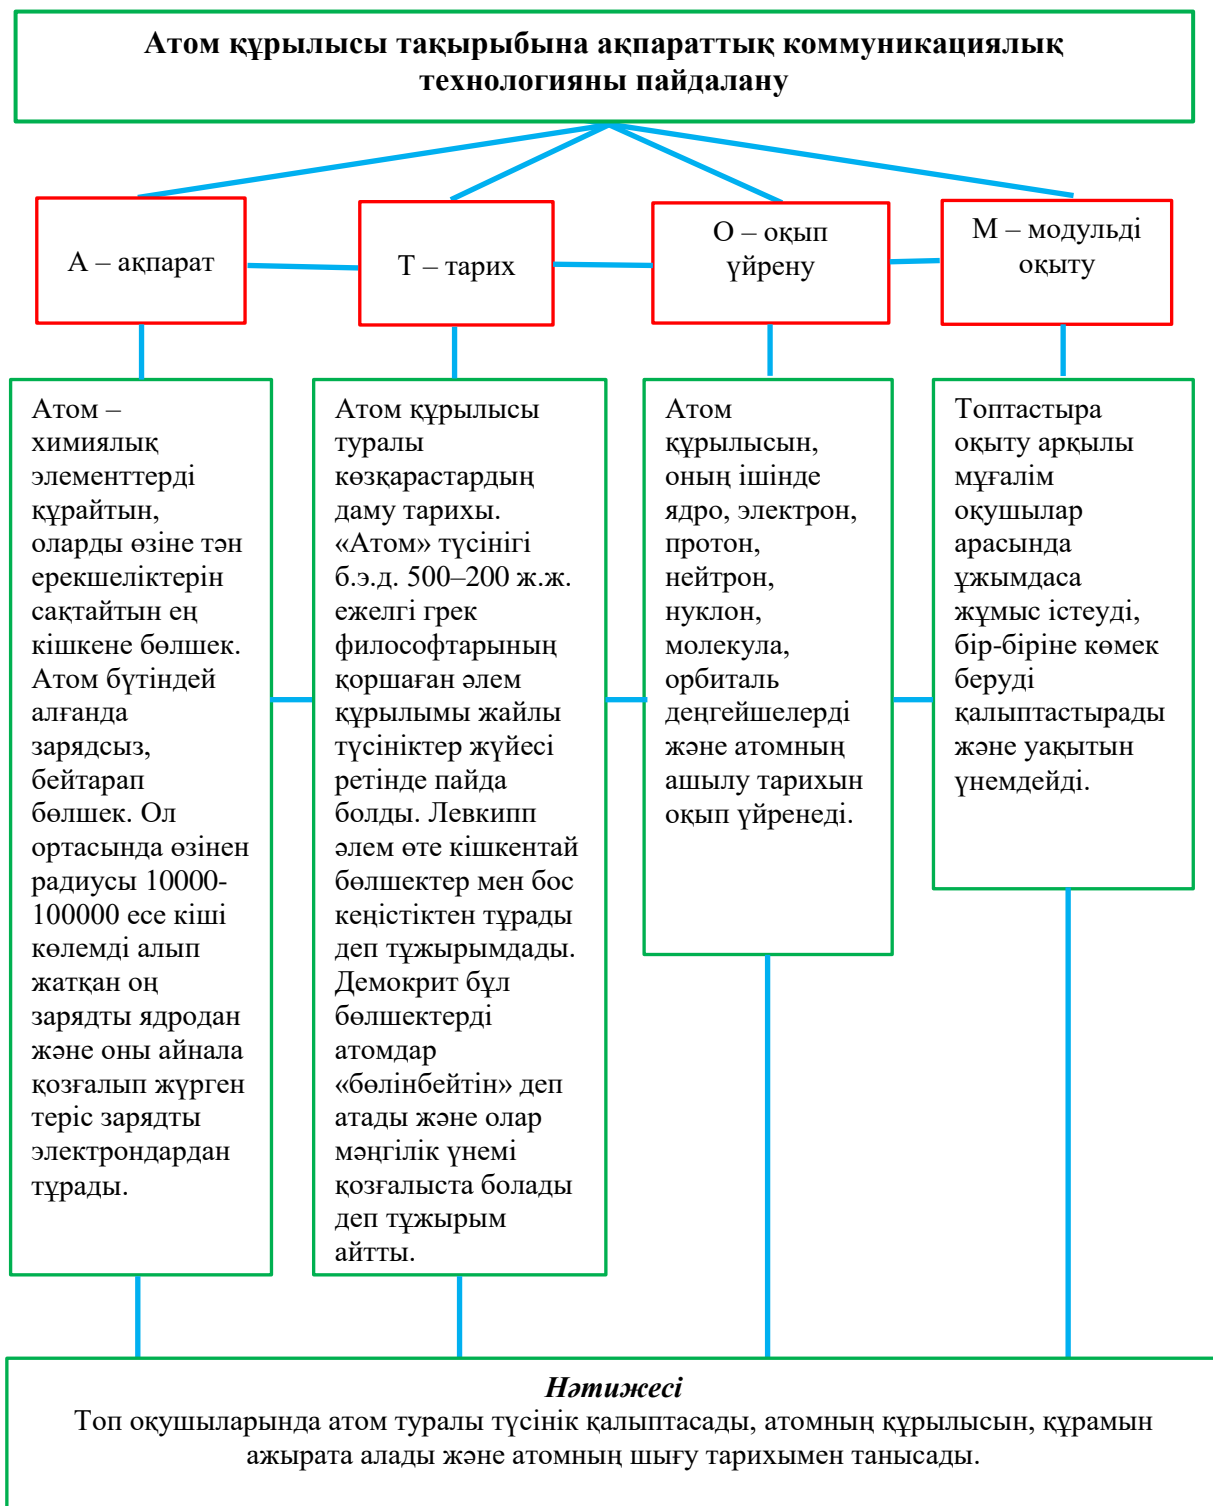 Атом құрылысы тақырыбына ақпараттық коммуникациялық
технологияны пайдалану
А – ақпарат
Т – тарих
О – оқып
үйрену
М – модульді
оқыту
Атом –
химиялық
элементтерді
құрайтын,
оларды өзіне тән
ерекшеліктерін
сақтайтын ең
кішкене бөлшек.
Атом бүтіндей
алғанда
зарядсыз,
бейтарап
бөлшек. Ол
ортасында өзінен
радиусы 10000-
100000 есе кіші
көлемді алып
жатқан оң
зарядты ядродан
және оны айнала
қозғалып жүрген
теріс зарядты
электрондардан
тұрады.
Атом құрылысы
туралы
көзқарастардың
даму тарихы.
«Атом» түсінігі
б.э.д. 500–200 ж.ж.
ежелгі грек
философтарының
қоршаған әлем
құрылымы жайлы
түсініктер жүйесі
ретінде пайда
болды. Левкипп
әлем өте кішкентай
бөлшектер мен бос
кеңістіктен тұрады
деп тұжырымдады.
Демокрит бұл
бөлшектерді
атомдар
«бөлінбейтін» деп
атады және олар
мәңгілік үнемі
қозғалыста болады
деп тұжырым
айтты.
Атом
құрылысын,
оның ішінде
ядро, электрон,
протон,
нейтрон,
нуклон,
молекула,
орбиталь
деңгейшелерді
және атомның
ашылу тарихын
оқып үйренеді.
Топтастыра
оқыту арқылы
мұғалім
оқушылар
арасында
ұжымдаса
жұмыс істеуді,
бір-біріне көмек
беруді
қалыптастырады
және уақытын
үнемдейді.
Нәтижесі
Топ оқушыларында атом туралы түсінік қалыптасады, атомның құрылысын, құрамын
ажырата алады және атомның шығу тарихымен танысады.